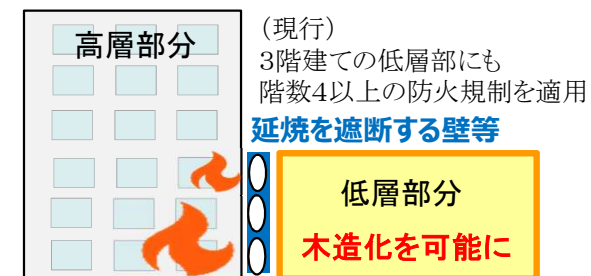 高層部分
（現行）
３階建ての低層部にも
階数４以上の防火規制を適用
延焼を遮断する壁等
低層部分
木造化を可能に